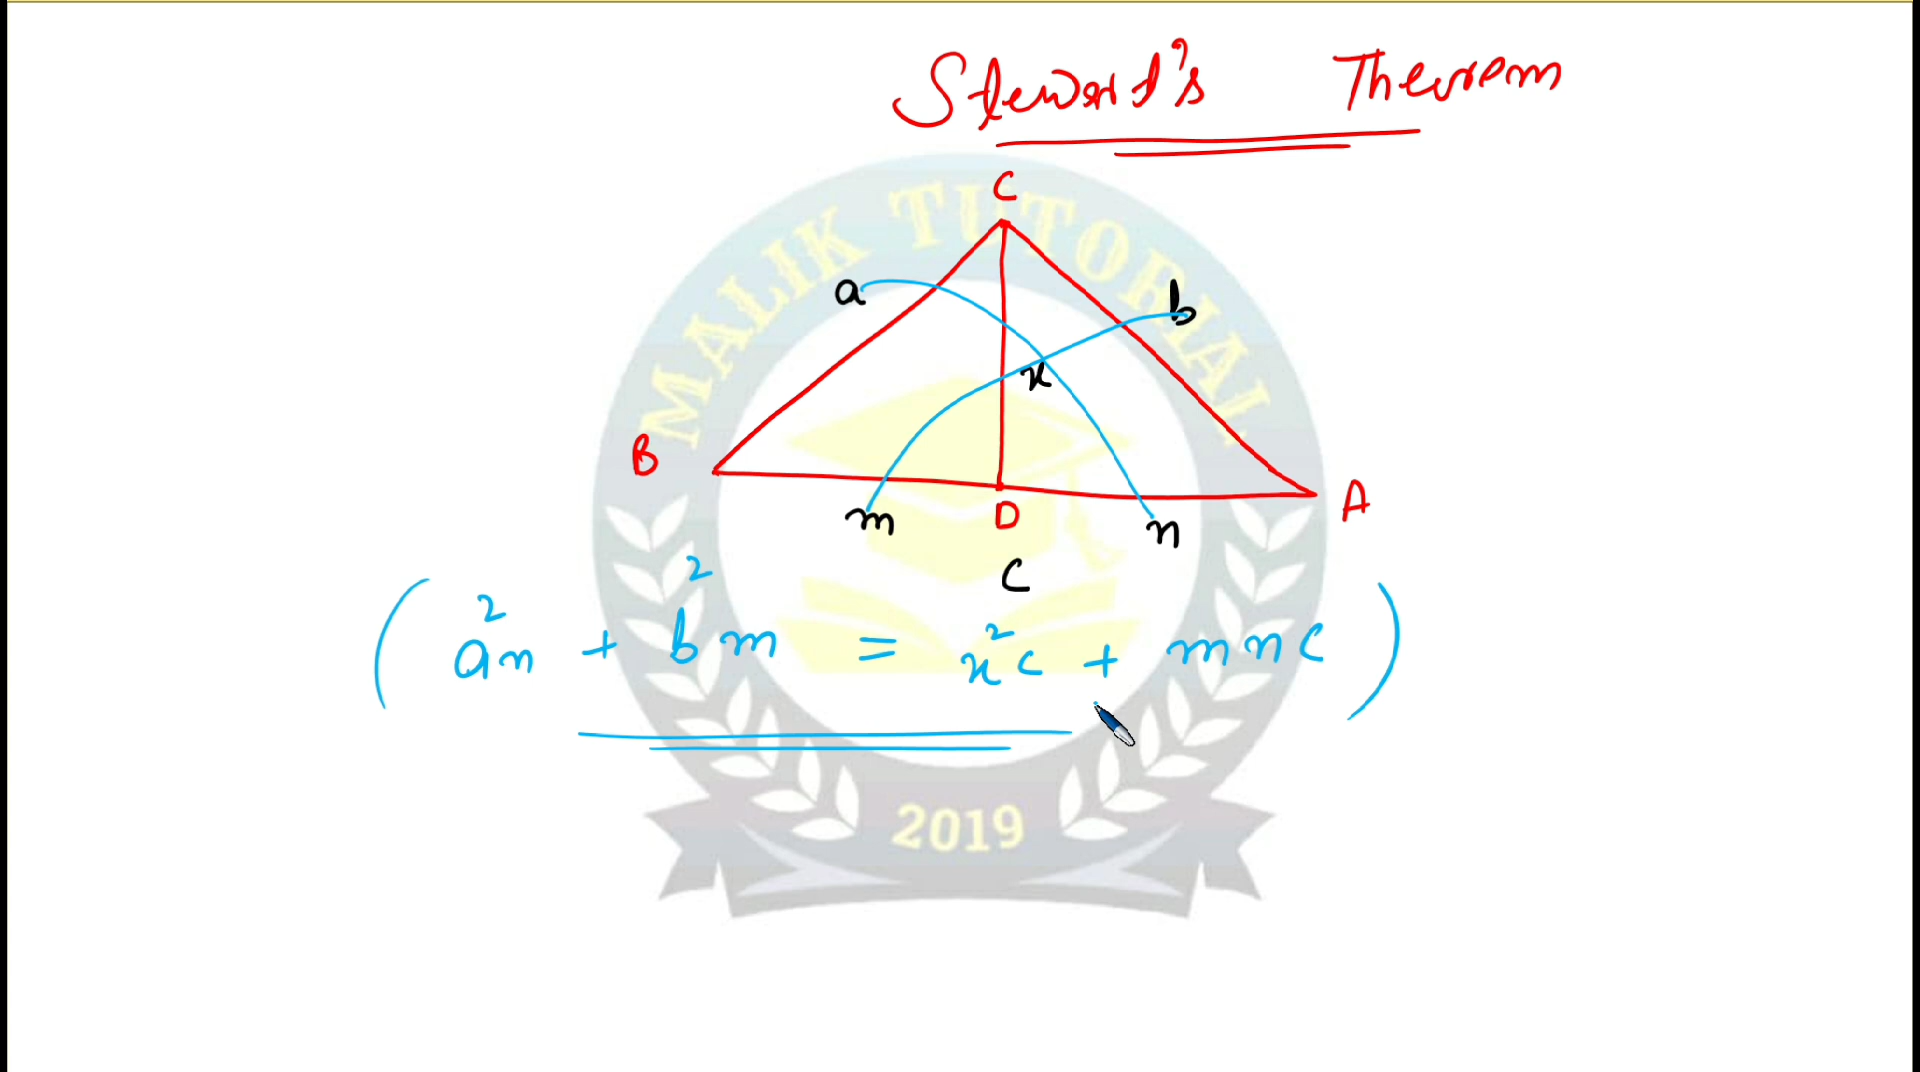 Steward's Theorem
C
MALIK TUTORIAL
a b
x
B
A
m D n
C
(a²n + b²m = x²c + mnc)
2019